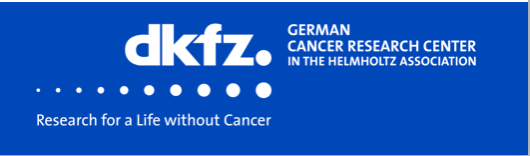 dkfz.
GERMAN
CANCER RESEARCH CENTER
IN THE HELMHOLTZ ASSOCIATION
Research for a Life without Cancer